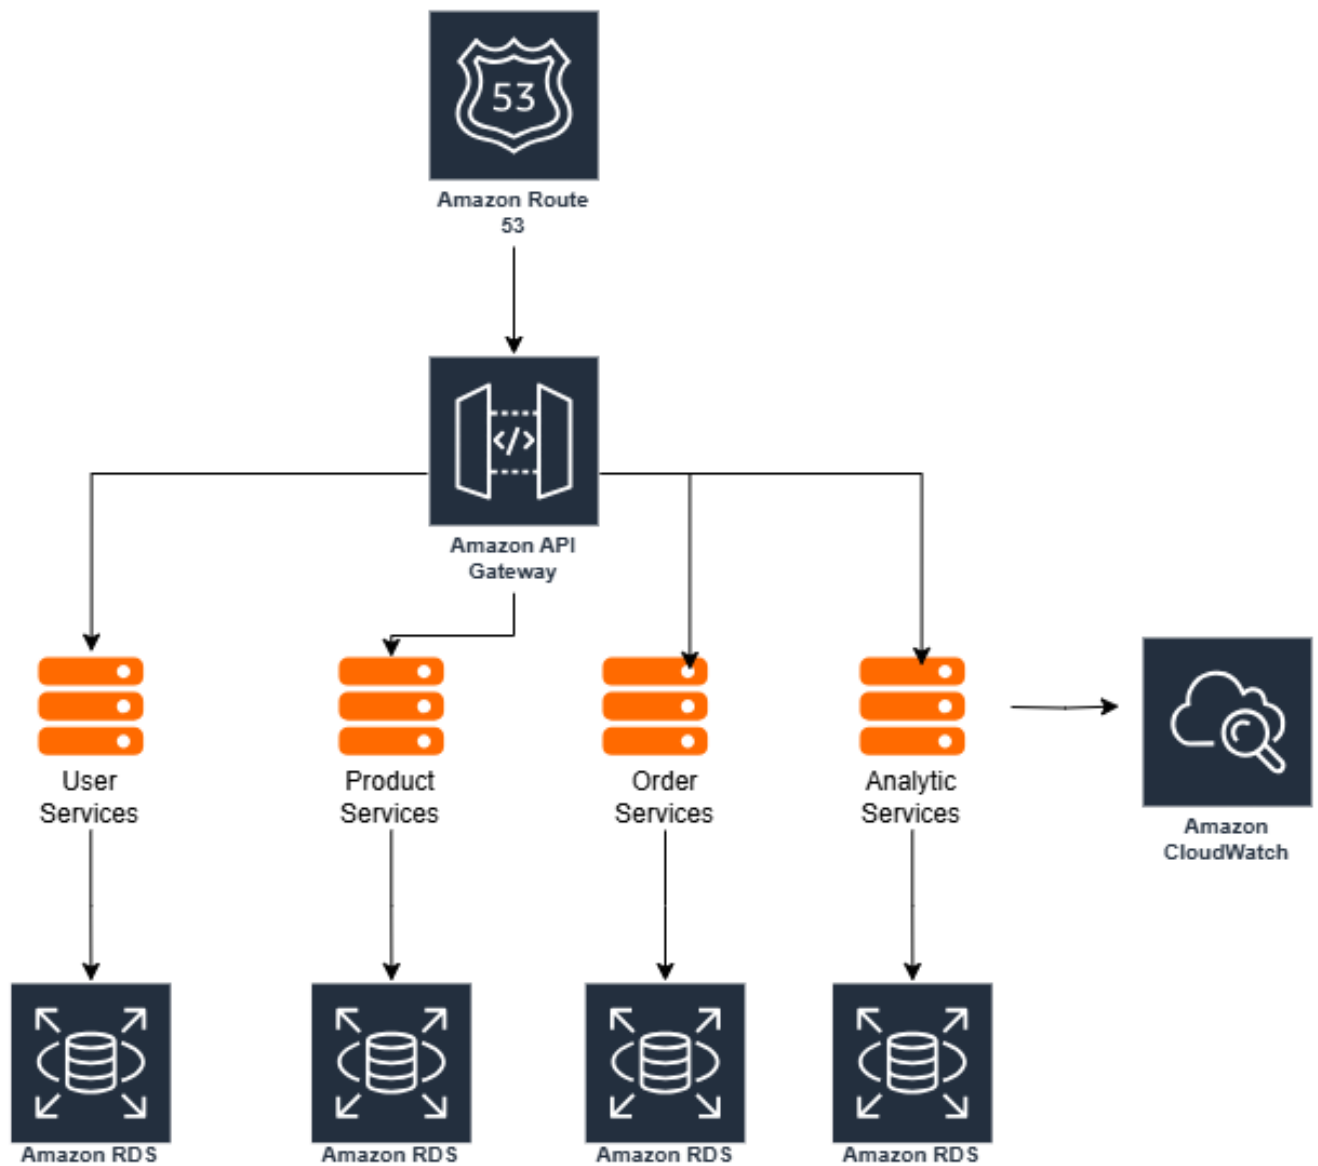 53
Amazon Route
53
</>
Amazon API
Gateway
User
Services
Product
Services
Order
Services
Analytic
Services
Amazon
CloudWatch
Amazon RDS
Amazon RDS
Amazon RDS
Amazon RDS